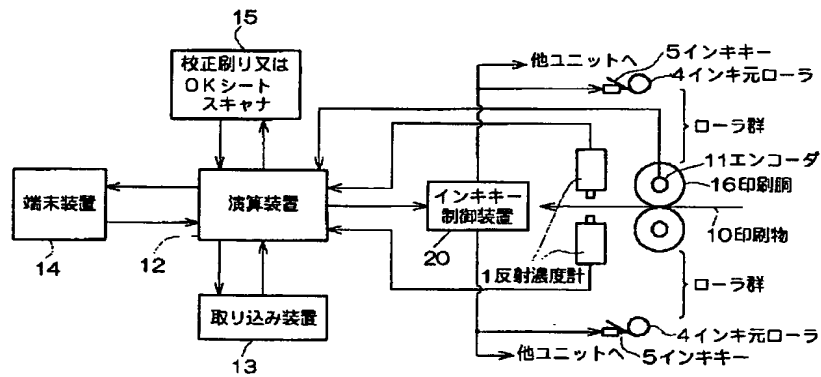 15
校正刷り又は
OKシート
スキャナ
他ユニットへ
5インキキー
4インキ元ローラ
ローラ群
11エンコーダ
16印刷胴
端末装置
14
演算装置
12
インキキー
制御装置
20
10印刷物
1反射濃度計
ローラ群
取り込み装置
13
4インキ元ローラ
他ユニットへ
5インキキー